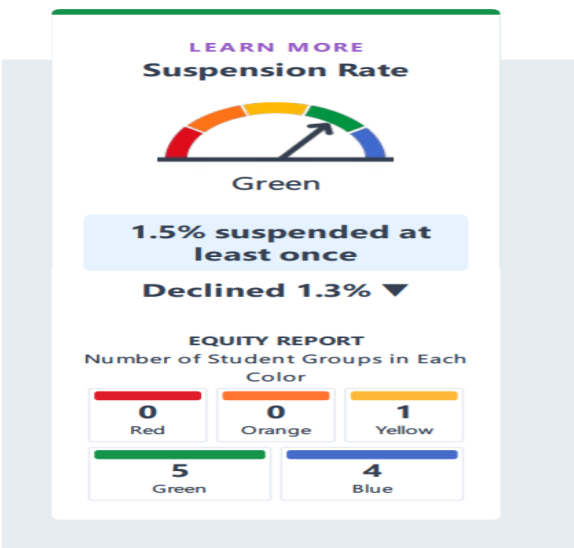 LEARN MORE
Suspension Rate
Green
1.5% suspended at
least once
Declined 1.3% ▼
EQUITY REPORT
Number of Student Groups in Each
Color
0
Red
0
Orange
1
Yellow
5
Green
4
Blue